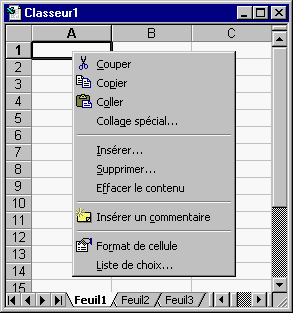 Classeur1
A B C
1
2
3
4
5
6
7
8
9
10
11
12
13
14
15
Couper
Copier
Coller
Collage spécial...
Insérer...
Supprimer...
Effacer le contenu
Insérer un commentaire
Format de cellule
Liste de choix...
Feuil1 Feuil2 Feuil3